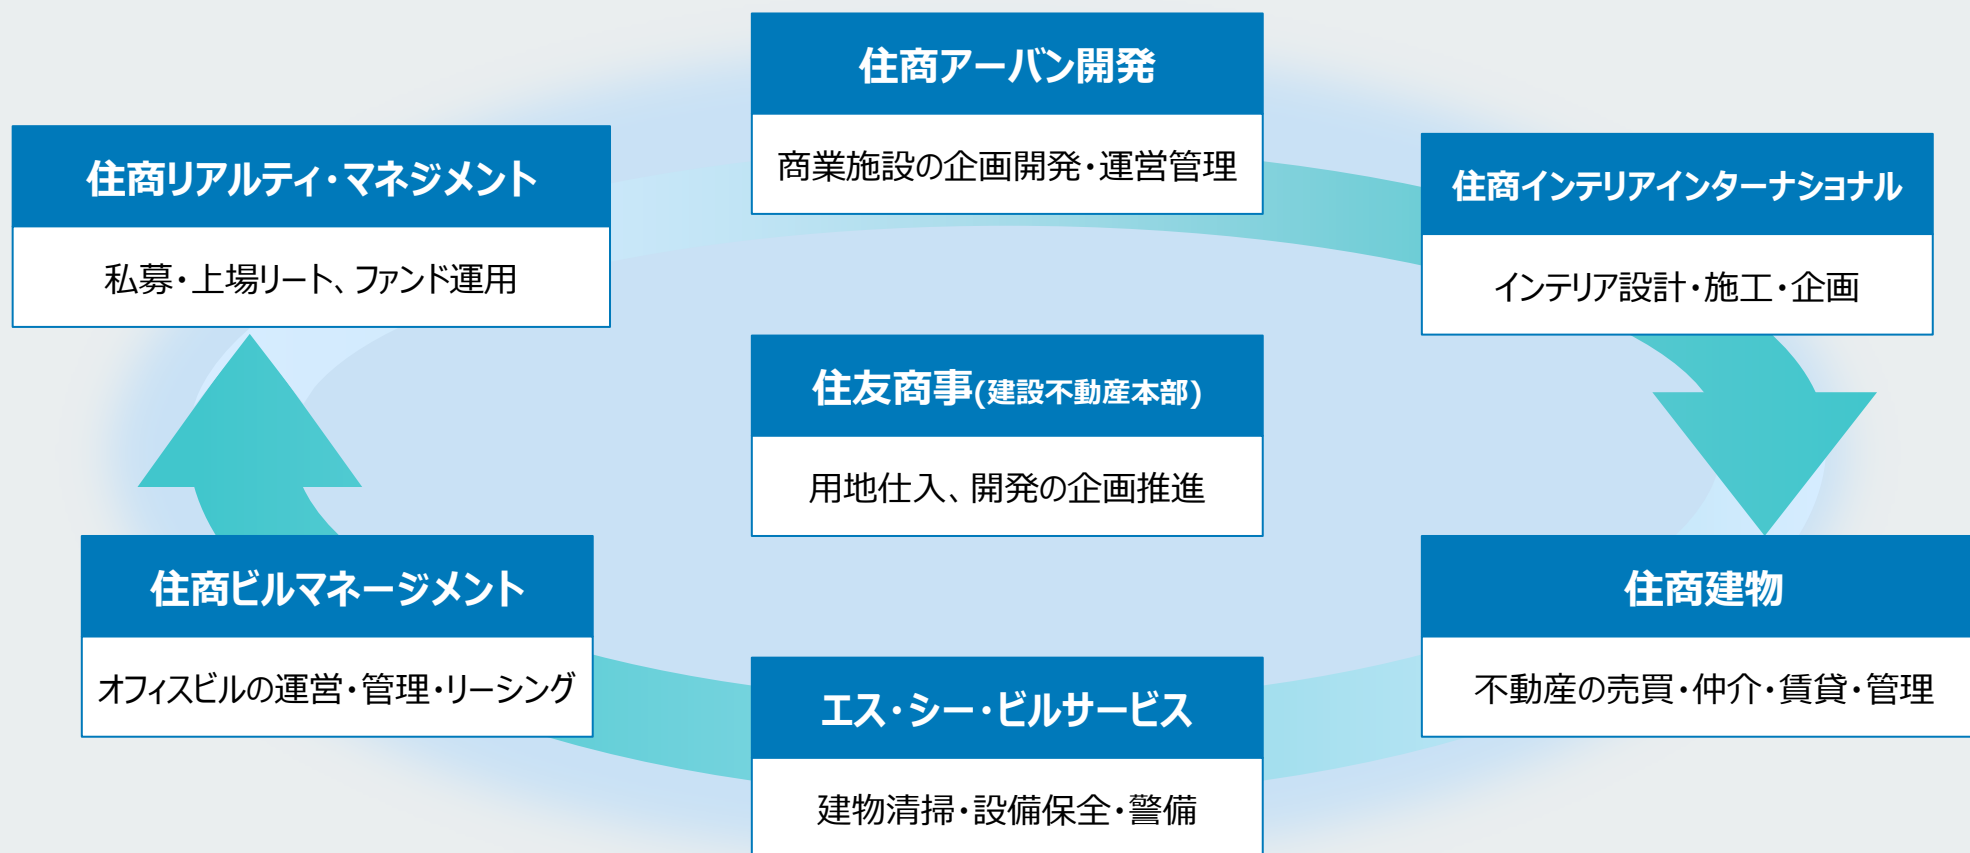 住商アーバン開発
商業施設の企画開発・運営管理
住商リアルティ・マネジメント
私募・上場リート、ファンド運用
住商インテリアインターナショナル
インテリア設計・施工・企画
住友商事(建設不動産本部)
用地仕入、開発の企画推進
住商ビルマネージメント
オフィスビルの運営・管理・リーシング
住商建物
不動産の売買・仲介・賃貸・管理
エス・シー・ビルサービス
建物清掃・設備保全・警備